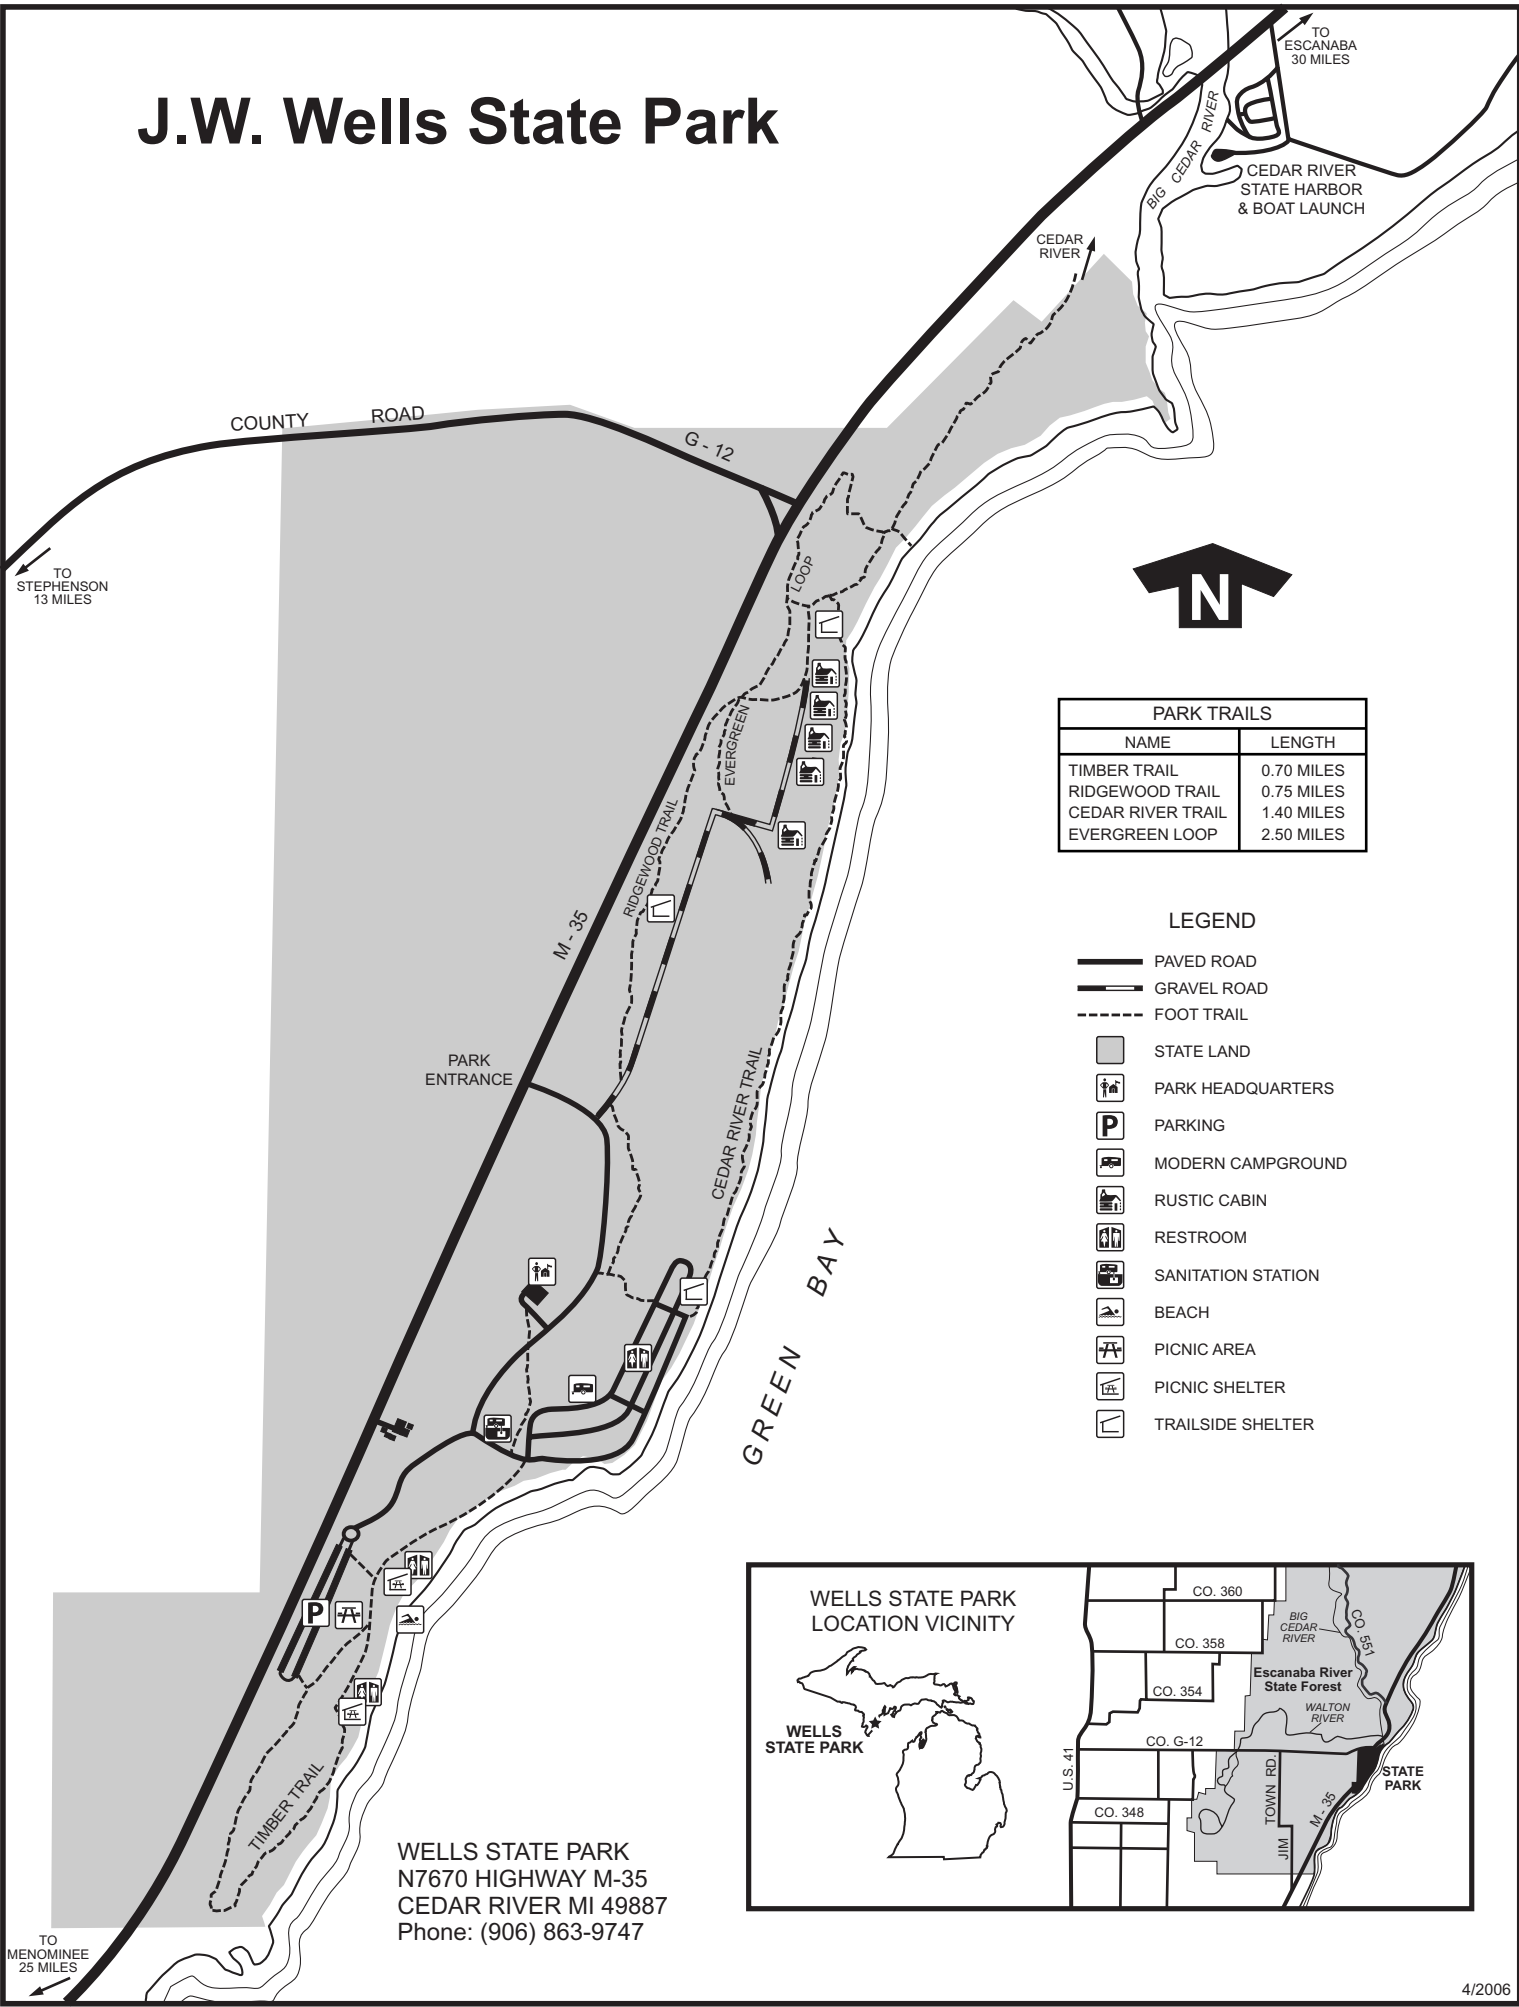 J.W. Wells State Park
TO
ESCANABA
30 MILES
BIG CEDAR RIVER
CEDAR RIVER
STATE HARBOR
& BOAT LAUNCH
CEDAR
RIVER
COUNTY ROAD
G - 12
TO
STEPHENSON
13 MILES
LOOP
N
EVERGREEN
RIDGEWOOD TRAIL
M - 35
PARK TRAILS
NAME LENGTH
TIMBER TRAIL 0.70 MILES
RIDGEWOOD TRAIL 0.75 MILES
CEDAR RIVER TRAIL 1.40 MILES
EVERGREEN LOOP 2.50 MILES
LEGEND
PAVED ROAD
GRAVEL ROAD
FOOT TRAIL
STATE LAND
PARK HEADQUARTERS
P PARKING
MODERN CAMPGROUND
RUSTIC CABIN
RESTROOM
SANITATION STATION
BEACH
PICNIC AREA
PICNIC SHELTER
TRAILSIDE SHELTER
PARK
ENTRANCE
CEDAR RIVER TRAIL
GREEN BAY
P
TIMBER TRAIL
WELLS STATE PARK
N7670 HIGHWAY M-35
CEDAR RIVER MI 49887
Phone: (906) 863-9747
TO
MENOMINEE
25 MILES
WELLS STATE PARK
LOCATION VICINITY
WELLS
STATE PARK
CO. 360
CO. 358
CO. 354
CO. G-12
CO. 348
U.S. 41
BIG
CEDAR
RIVER
CO. 551
Escanaba River
State Forest
WALTON
RIVER
JIM TOWN RD.
M - 35
STATE
PARK
4/2006